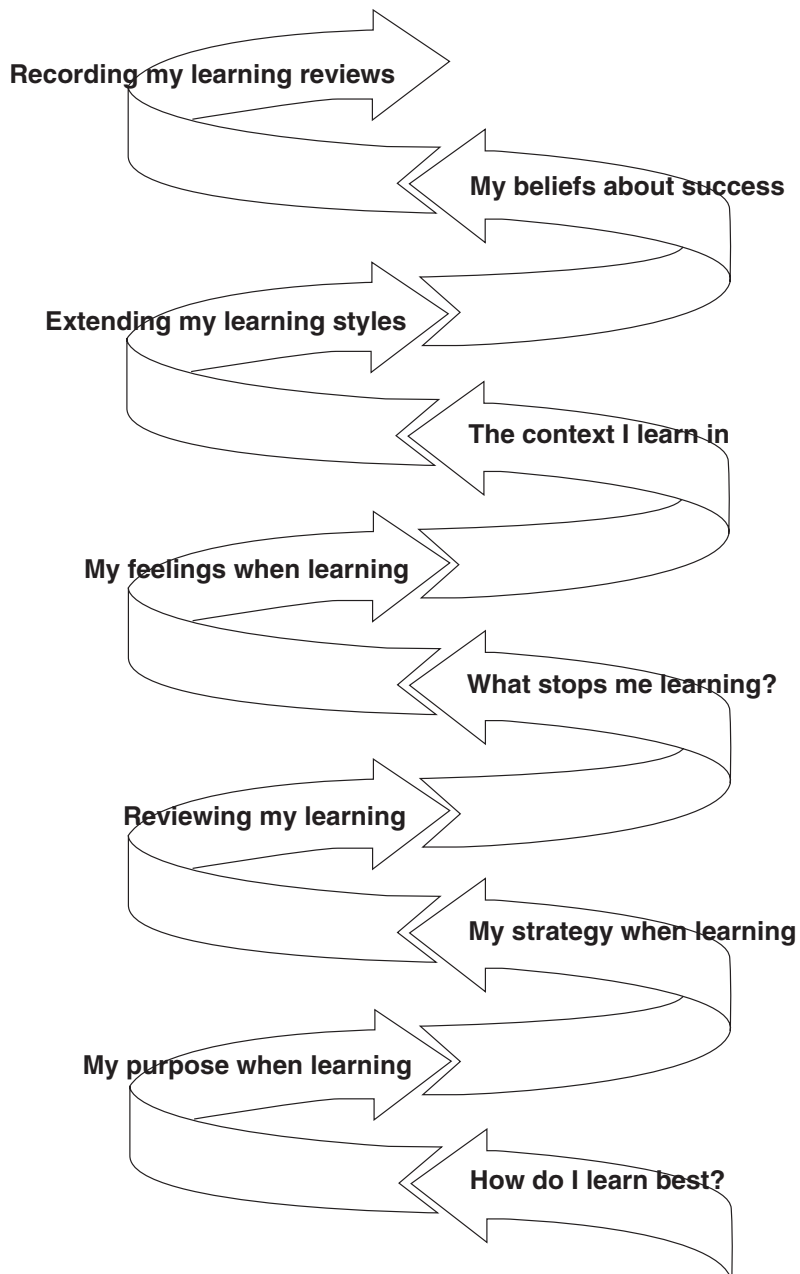 Recording my learning reviews
My beliefs about success
Extending my learning styles
The context I learn in
My feelings when learning
What stops me learning?
Reviewing my learning
My strategy when learning
My purpose when learning
How do I learn best?